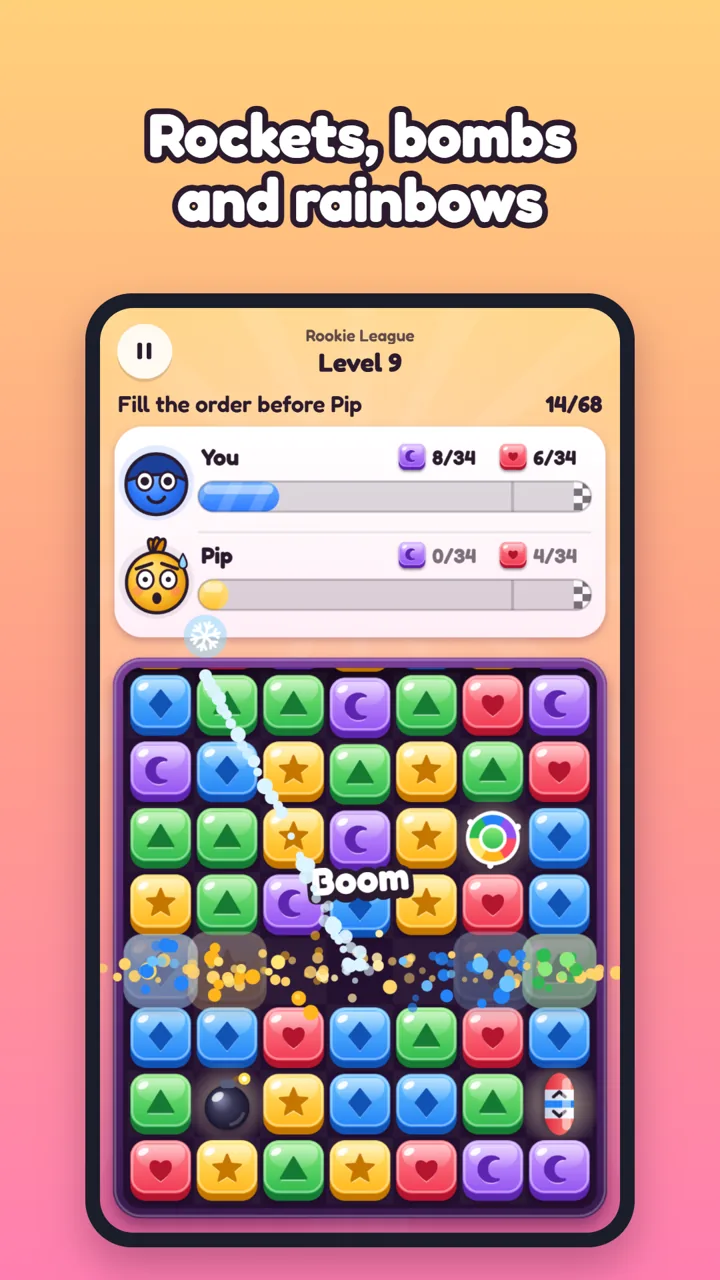 Rockets, bombs
and rainbows
Rookie League
Level 9
Fill the order before Pip 14/68
You 8/34 6/34
Pip 0/34 4/34
Boom